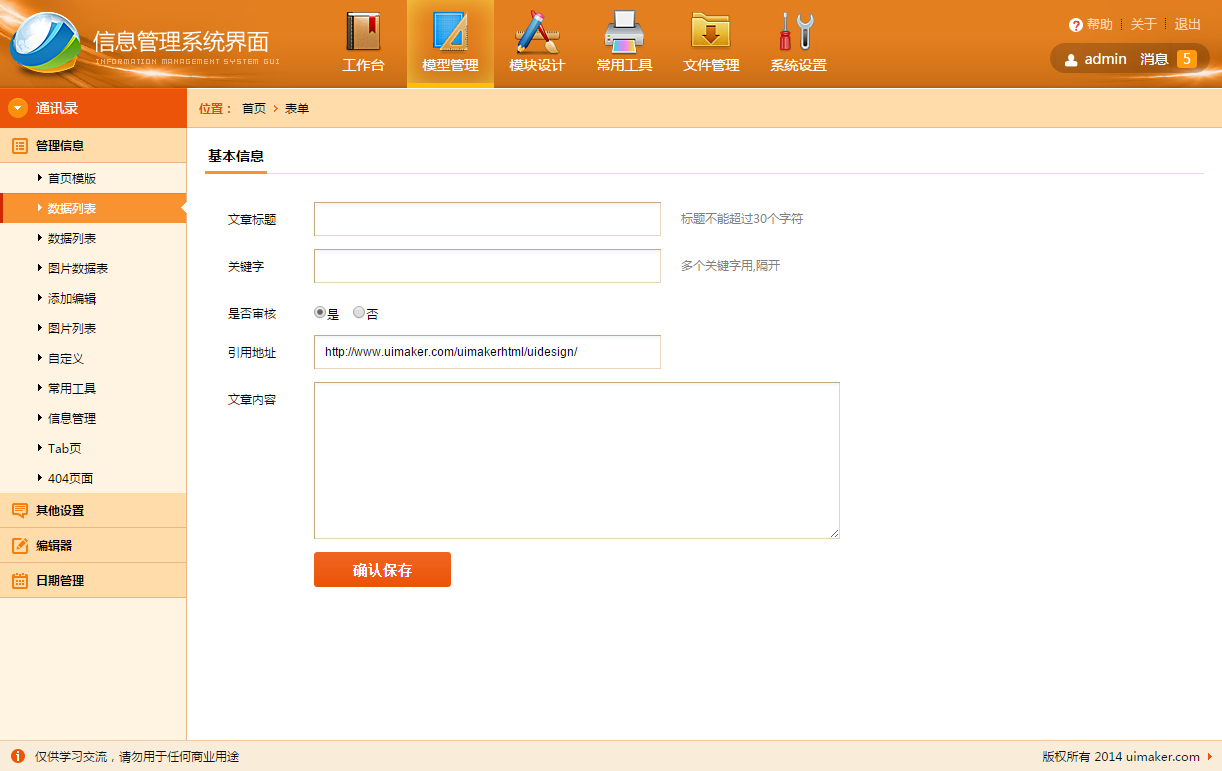 信息管理系统界面
INFORMATION MANAGEMENT SYSTEM GUI
工作台 模型管理 模块设计 常用工具 文件管理 系统设置
帮助 关于 退出
admin 消息 5
通讯录
位置： 首页 > 表单
管理信息
首页模版
数据列表
数据列表
图片数据表
添加编辑
图片列表
自定义
常用工具
信息管理
Tab页
404页面
其他设置
编辑器
日期管理
基本信息
文章标题 标题不能超过30个字符
关键字 多个关键字用,隔开
是否审核 是 否
引用地址 http://www.uimaker.com/uimakerhtml/uidesign/
文章内容
确认保存
仅供学习交流，请勿用于任何商业用途
版权所有 2014 uimaker.com